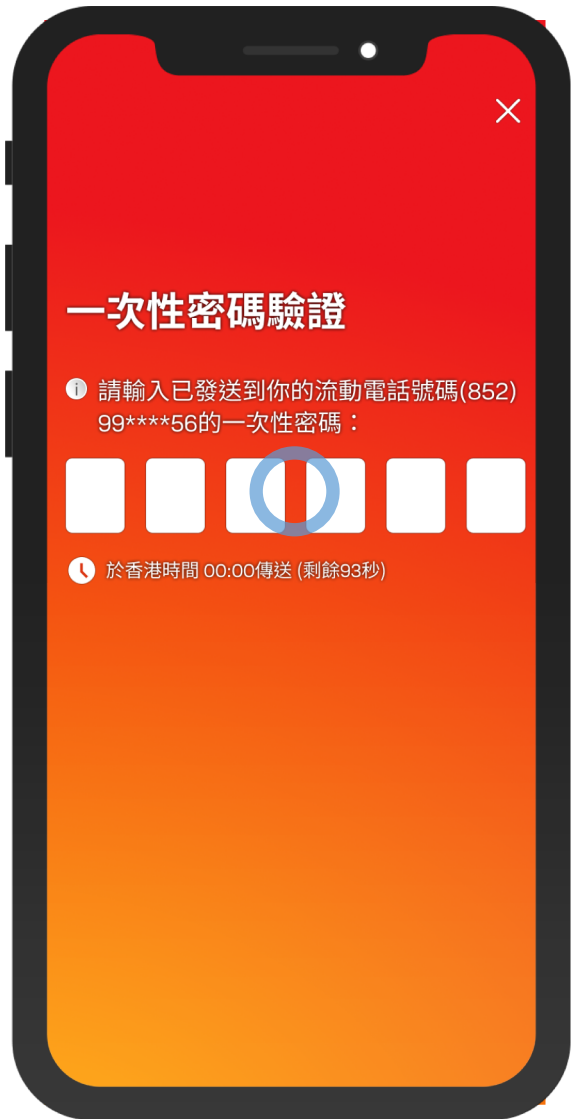 一次性密碼驗證
請輸入已發送到你的流動電話號碼(852)
99****56的一次性密碼：
於香港時間 00:00傳送 (剩餘93秒)